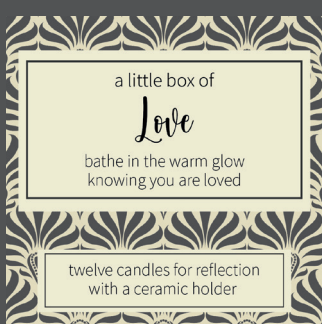 a little box of
Love
bathe in the warm glow
knowing you are loved
twelve candles for reflection
with a ceramic holder